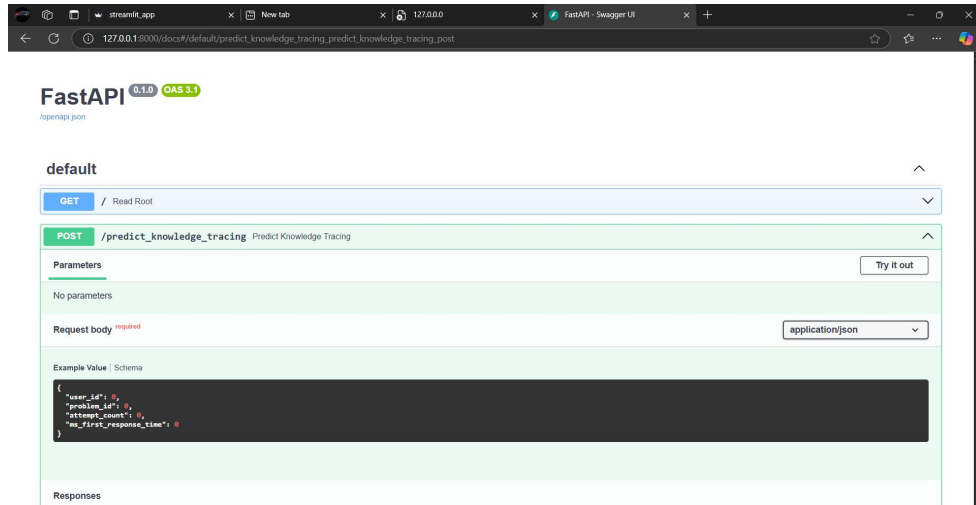 streamlit_app
New tab
127.0.0.0
FastAPI - Swagger UI
127.0.0.1:8000/docs#/default/predict_knowledge_tracing_predict_knowledge_tracing_post
FastAPI 0.1.0 OAS 3.1
/openapi.json
default
GET / Read Root
POST /predict_knowledge_tracing Predict Knowledge Tracing
Parameters
Try it out
No parameters
Request body required
application/json
Example Value | Schema
{
"user_id": 0,
"problem_id": 0,
"attempt_count": 0,
"ms_first_response_time": 0
}
Responses